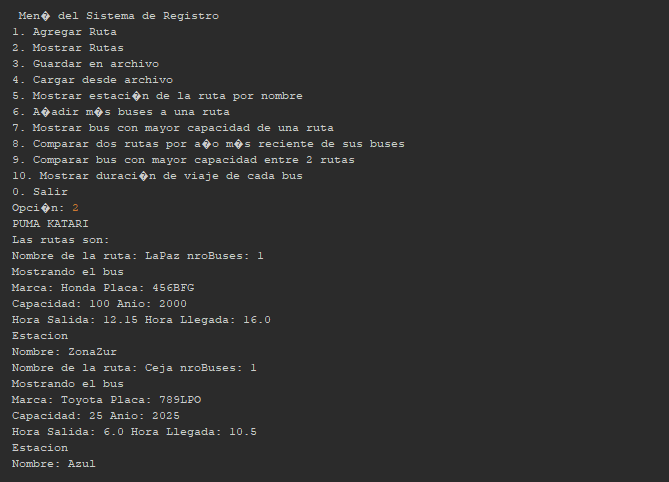 Men� del Sistema de Registro
1. Agregar Ruta
2. Mostrar Rutas
3. Guardar en archivo
4. Cargar desde archivo
5. Mostrar estaci�n de la ruta por nombre
6. A�adir m�s buses a una ruta
7. Mostrar bus con mayor capacidad de una ruta
8. Comparar dos rutas por a�o m�s reciente de sus buses
9. Comparar bus con mayor capacidad entre 2 rutas
10. Mostrar duraci�n de viaje de cada bus
0. Salir
Opci�n: 2
PUMA KATARI
Las rutas son:
Nombre de la ruta: LaPaz nroBuses: 1
Mostrando el bus
Marca: Honda Placa: 456BFG
Capacidad: 100 Anio: 2000
Hora Salida: 12.15 Hora Llegada: 16.0
Estacion
Nombre: ZonaZur
Nombre de la ruta: Ceja nroBuses: 1
Mostrando el bus
Marca: Toyota Placa: 789LPO
Capacidad: 25 Anio: 2025
Hora Salida: 6.0 Hora Llegada: 10.5
Estacion
Nombre: Azul